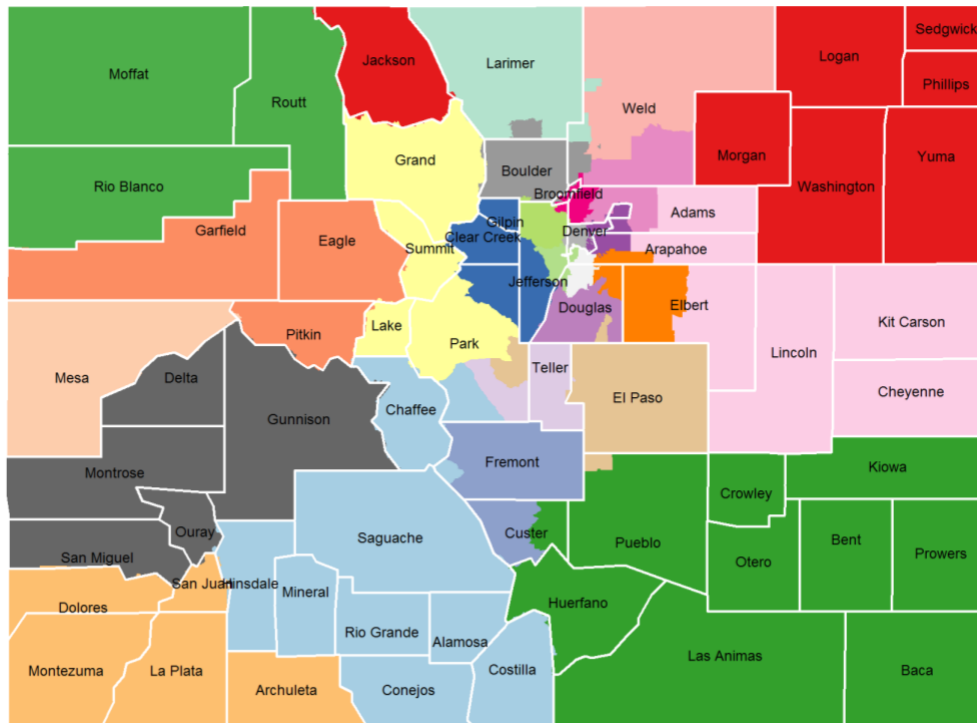 Sedgwick
Jackson
Larimer
Logan
Moffat
Phillips
Routt
Weld
Grand
Morgan
Yuma
Boulder
Rio Blanco
Washington
Broomfield
Adams
Gilpin
Garfield
Denver
Eagle
Clear Creek
Summit
Arapahoe
Jefferson
Elbert
Douglas
Kit Carson
Lake
Pitkin
Park
Lincoln
Teller
Mesa
Delta
Cheyenne
El Paso
Chaffee
Gunnison
Fremont
Kiowa
Montrose
Crowley
Ouray
Custer
Saguache
Bent
Pueblo
Prowers
San Miguel
Otero
San Juan
Hinsdale
Mineral
Dolores
Huerfano
Rio Grande
Alamosa
Las Animas
Costilla
Montezuma
La Plata
Baca
Archuleta
Conejos